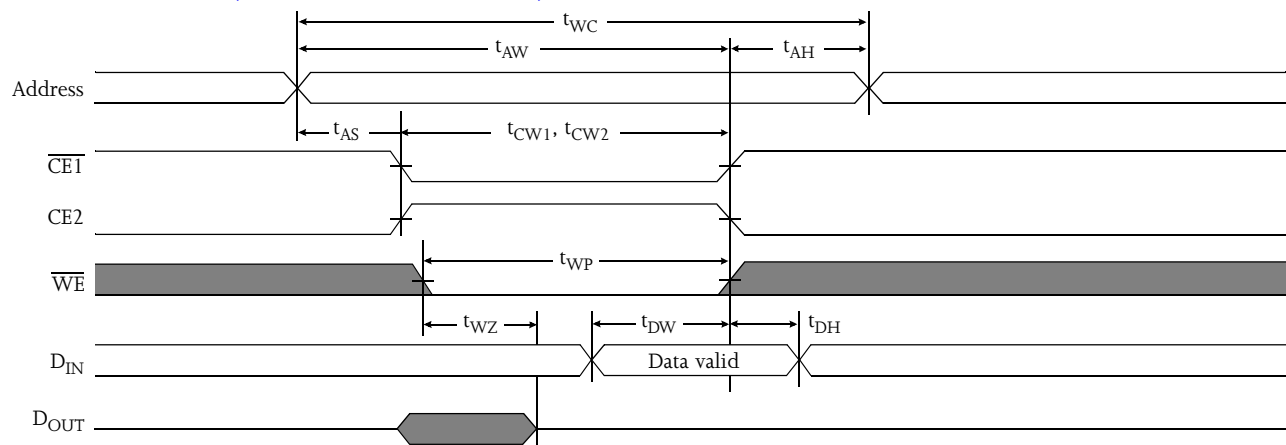 tWC
tAW
tAH
Address
tAS
tCW1, tCW2
CE1
CE2
tWP
WE
tWZ
tDW
tDH
DIN
Data valid
DOUT